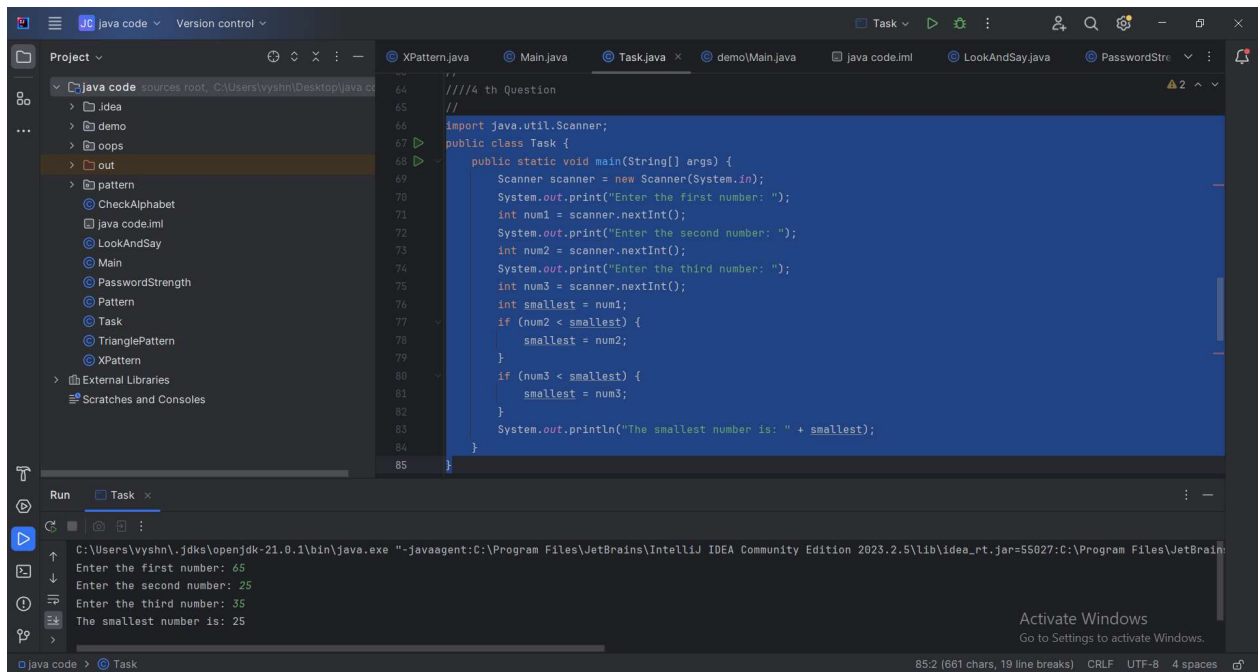 JC java code Version control Task
Project
XPattern.java Main.java Task.java demo\Main.java java code.iml LookAndSay.java PasswordStre
java code sources root, C:\Users\vyshn\Desktop\java co
.idea
demo
oops
out
pattern
CheckAlphabet
java code.iml
LookAndSay
Main
PasswordStrength
Pattern
Task
TrianglePattern
XPattern
External Libraries
Scratches and Consoles
2
64 ////4 th Question
65 //
66 import java.util.Scanner;
67 public class Task {
68 public static void main(String[] args) {
69 Scanner scanner = new Scanner(System.in);
70 System.out.print("Enter the first number: ");
71 int num1 = scanner.nextInt();
72 System.out.print("Enter the second number: ");
73 int num2 = scanner.nextInt();
74 System.out.print("Enter the third number: ");
75 int num3 = scanner.nextInt();
76 int smallest = num1;
77 if (num2 < smallest) {
78 smallest = num2;
79 }
80 if (num3 < smallest) {
81 smallest = num3;
82 }
83 System.out.println("The smallest number is: " + smallest);
84 }
85 }
Run Task
C:\Users\vyshn\.jdks\openjdk-21.0.1\bin\java.exe "-javaagent:C:\Program Files\JetBrains\IntelliJ IDEA Community Edition 2023.2.5\lib\idea_rt.jar=55027:C:\Program Files\JetBrain
Enter the first number: 65
Enter the second number: 25
Enter the third number: 35
The smallest number is: 25
Activate Windows
Go to Settings to activate Windows.
java code > Task 85:2 (661 chars, 19 line breaks) CRLF UTF-8 4 spaces